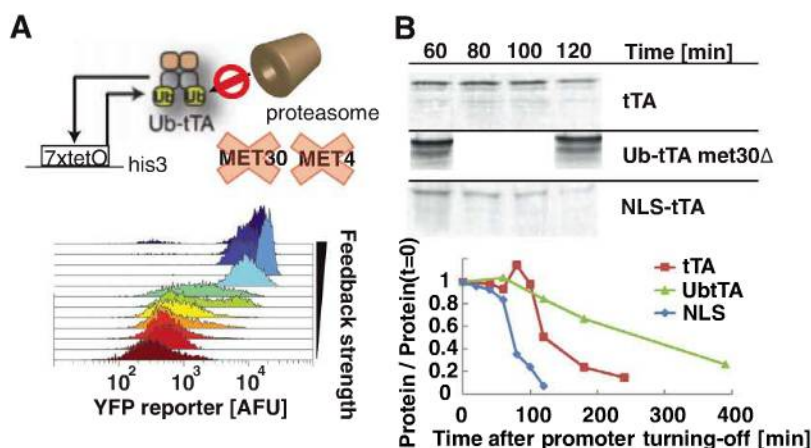 A
Ub Ub
Ub-tTA
proteasome
7xtetO
his3
MET30 MET4
Feedback strength
10² 10³ 10⁴
YFP reporter [AFU]
B
60 80 100 120 Time [min]
tTA
Ub-tTA met30Δ
NLS-tTA
tTA
UbtTA
NLS
Protein / Protein(t=0)
1
0.8
0.6
0.4
0.2
0
0 100 200 300 400
Time after promoter turning-off [min]